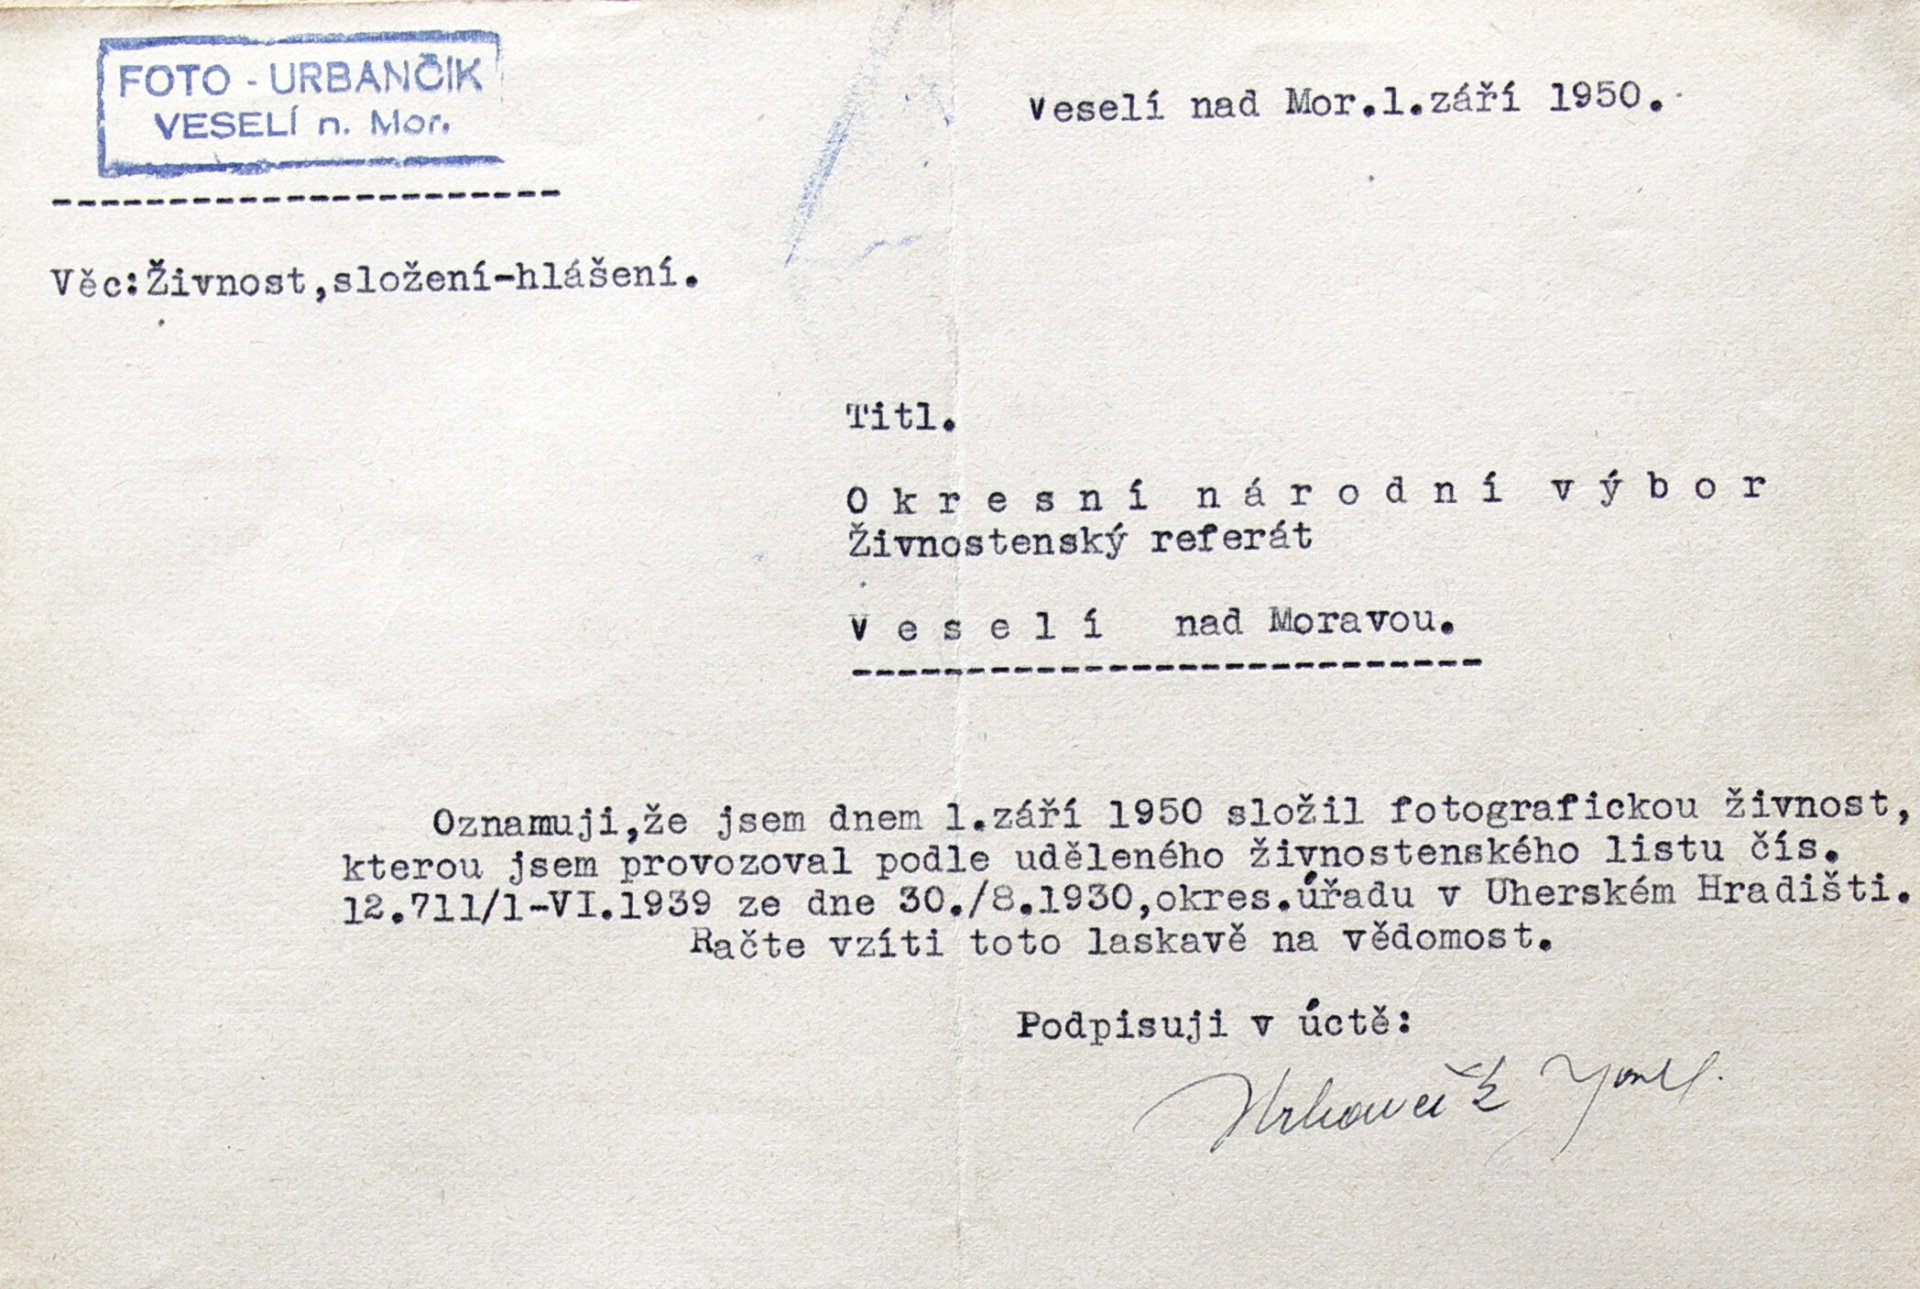 FOTO - URBANČIK
VESELÍ n. Mor.
Veselí nad Mor.1.září 1950.
Věc:Živnost,složení-hlášení.
Titl.
O k r e s n í  n á r o d n í  v ý b o r
Živnostenský referát
V e s e l í  nad Moravou.
Oznamuji,že jsem dnem 1.září 1950 složil fotografickou živnost,
kterou jsem provozoval podle uděleného živnostenského listu čís.
12.711/1-VI.1939 ze dne 30./8.1930,okres.úřadu v Uherském Hradišti.
Račte vzíti toto laskavě na vědomost.
Podpisuji v úctě:
Urbančik